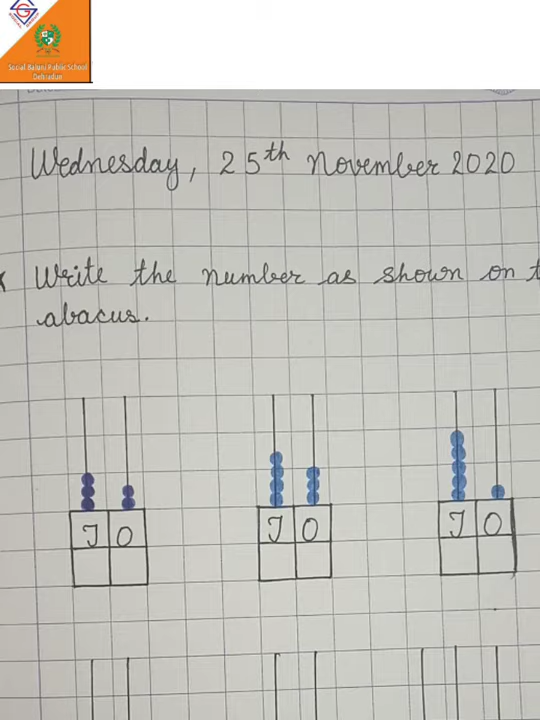 Social Baluni Public School
Dehradun
Wednesday, 25th November 2020
Write the number as shown on
abacus.
T O
T O
T O